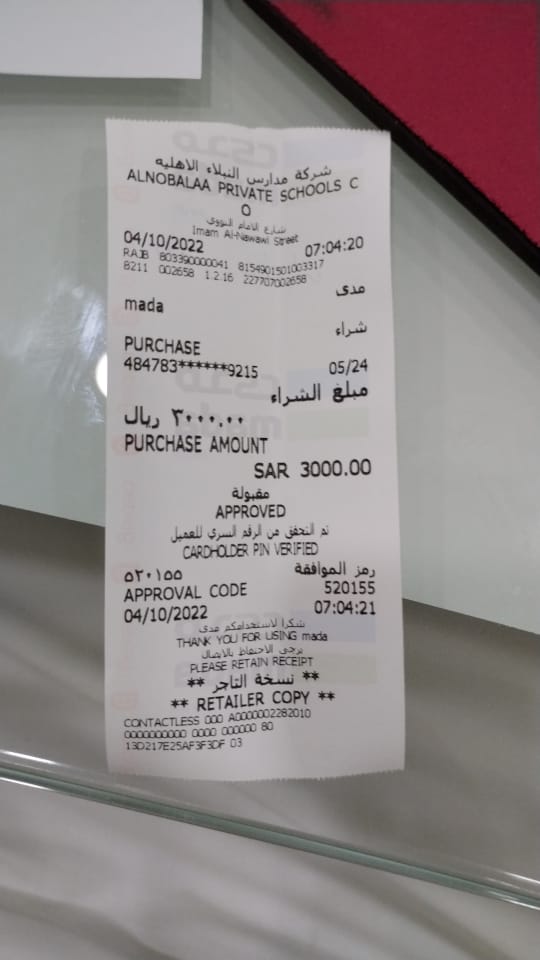 شركة مدارس النبلاء الاهليه
ALNOBALAA PRIVATE SCHOOLS C
O
شارع الامام النووي
Imam Al-Nawawi Street
04/10/2022 07:04:20
RAJB 803390000041 8154901501003317
8211 002658 1.2.16 227707002658
مدى
mada
شراء
PURCHASE
484783******9215 05/24
مبلغ الشراء
٣٠٠٠.٠٠ ريال
PURCHASE AMOUNT
SAR 3000.00
مقبولة
APPROVED
تم التحقق من الرقم السري للعميل
CARDHOLDER PIN VERIFIED
رمز الموافقة ٥٢٠١٥٥
APPROVAL CODE 520155
04/10/2022 07:04:21
شكرا لاستخدامكم مدى
THANK YOU FOR USING mada
يرجى الاحتفاظ بالايصال
PLEASE RETAIN RECEIPT
** نسخة التاجر **
** RETAILER COPY **
CONTACTLESS 000 A0000002282010
0000000000 0000 000000 80
13D217E25AF3F3DF 03